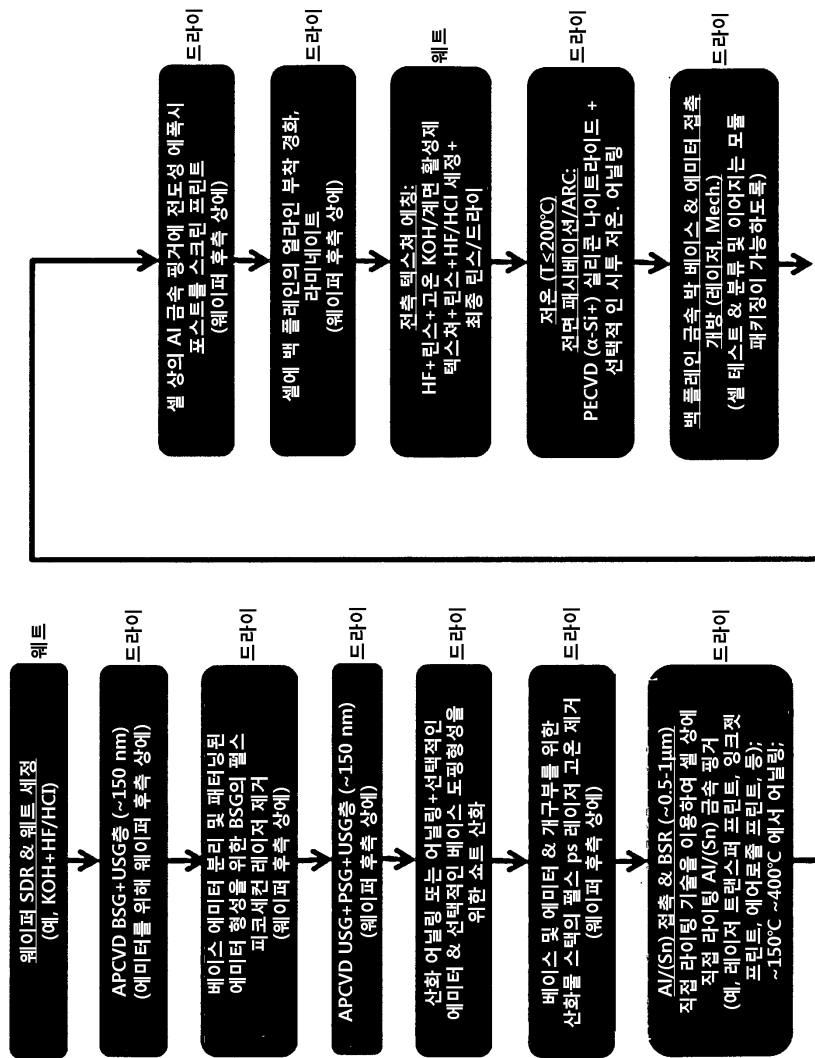 웨이퍼 SDR & 웨트 세정
(예, KOH+HF/HCl)
웨트
APCVD BSG+USG층 (~150 nm)
(에미터를 위해 웨이퍼 후측 상에)
드라이
베이스 에미터 분리 및 패터닝된
에미터 형성을 위한 BSG의 펄스
피코세컨 레이저 제거
(웨이퍼 후측 상에)
드라이
APCVD USG+PSG+USG층 (~150 nm)
(웨이퍼 후측 상에)
드라이
산화 어닐링 또는 어닐링+선택적인
에미터 & 선택적인 베이스 도핑형성을
위한 쇼트 산화
드라이
베이스 및 에미터 & 개구부를 위한
산화물 스택의 펄스 ps 레이저 고온 제거
(웨이퍼 후측 상에)
드라이
Al/(Sn) 접촉 & BSR (~0.5-1μm)
직접 라이팅 기술을 이용하여 셀 상에
직접 라이팅 Al/(Sn) 금속 핑거
(예, 레이저 트랜스퍼 프린트, 잉크젯
프린트, 에어로졸 프린트, 등);
~150℃ ~400℃ 에서 어닐링;
드라이
셀 상의 Al 금속 핑거에 전도성 에폭시
포스트를 스크린 프린트
(웨이퍼 후측 상에)
드라이
셀에 백 플레인의 얼라인 부착 경화,
라미네이트
(웨이퍼 후측 상에)
드라이
전측 텍스쳐 에칭:
HF+린스+고온 KOH/계면 활성제
텍스쳐+린스+HF/HCl 세정+
최종 린스/드라이
웨트
저온 (T≤200℃)
전면 패시베이션/ARC:
PECVD (α-Si+) 실리콘 나이트라이드 +
선택적 인 시투 저온- 어닐링
드라이
백 플레인 금속 박 베이스 & 에미터 접촉
개방 (레이저, Mech.)
(셀 테스트 & 분류 및 이어지는 모듈
패키징이 가능하도록)
드라이